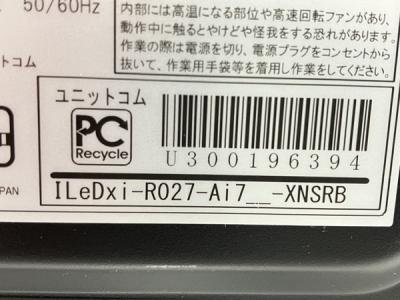 50/60Hz
トコム
内部には高温になる部位や高速回転ファンがあり、
動作中に触るとやけどや怪我をする恐れがあります。
作業の際は電源を切り、電源プラグをコンセントから
抜いて、作業用手袋等を着用し作業をしてください。
ユニットコム
PC
Recycle
U300196394
ILeDxi-R027-Ai7__-XNSRB
PAN